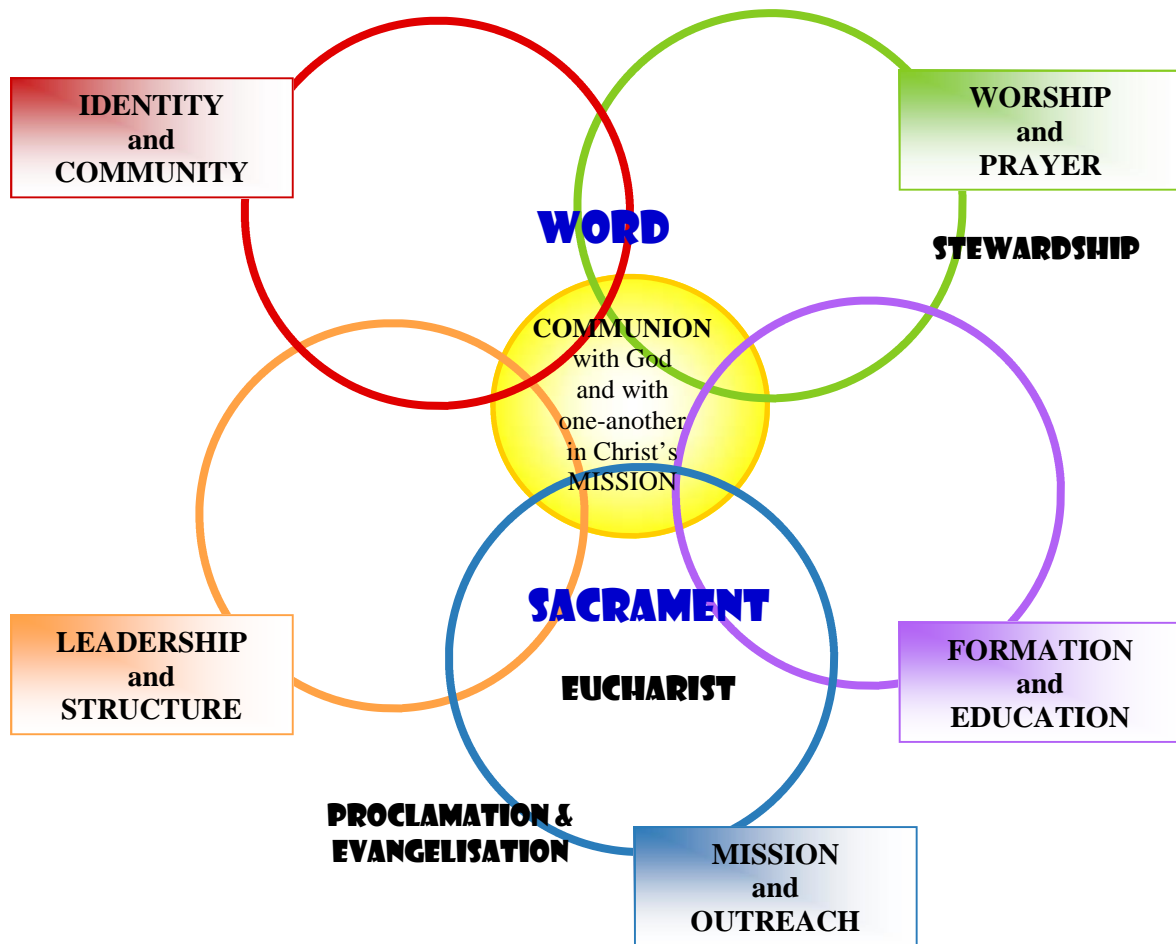 IDENTITY
and
COMMUNITY
WORSHIP
and
PRAYER
WORD
STEWARDSHIP
COMMUNION
with God
and with
one-another
in Christ's
MISSION
SACRAMENT
EUCHARIST
LEADERSHIP
and
STRUCTURE
FORMATION
and
EDUCATION
PROCLAMATION &
EVANGELISATION
MISSION
and
OUTREACH